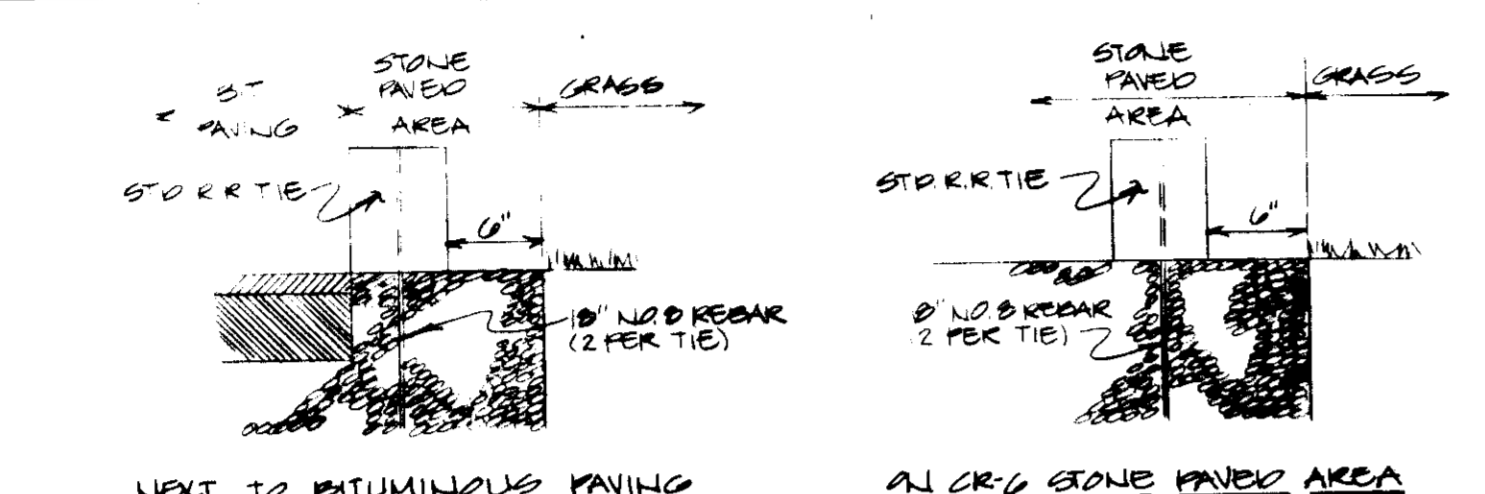 STONE
PAVED
AREA
BIT
PAVING
GRASS
STD R R TIE
6"
18" NO. 8 REBAR
(2 PER TIE)
NEXT TO BITUMINOUS PAVING
STONE
PAVED
AREA
GRASS
STD. R.R. TIE
6"
8" NO. 8 REBAR
2 PER TIE)
ON CR-6 STONE PAVED AREA